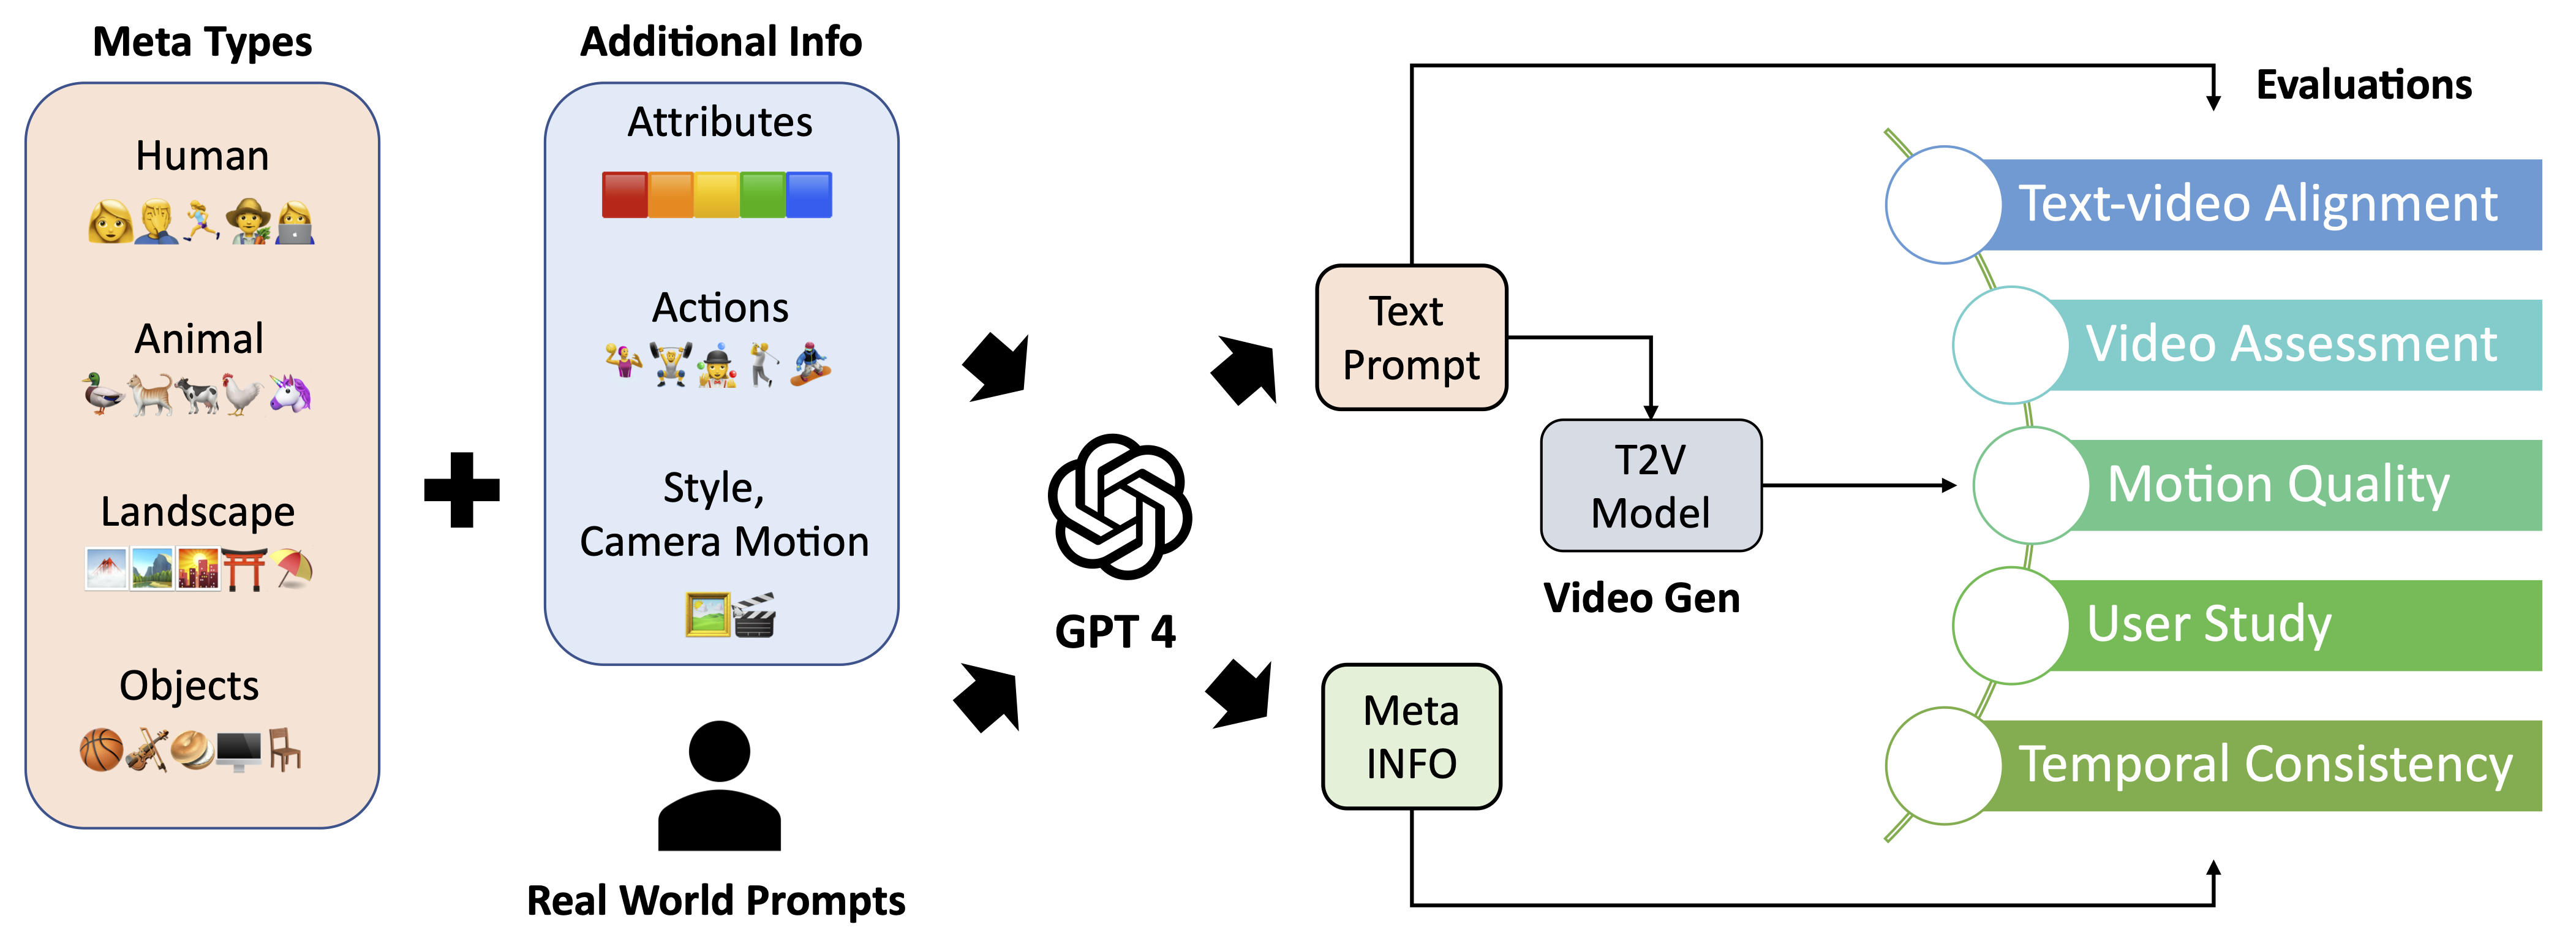 Meta Types
Human
Animal
Landscape
Objects
Additional Info
Attributes
Actions
Style,
Camera Motion
Real World Prompts
GPT 4
Text
Prompt
Meta
INFO
T2V
Model
Video Gen
Evaluations
Text-video Alignment
Video Assessment
Motion Quality
User Study
Temporal Consistency